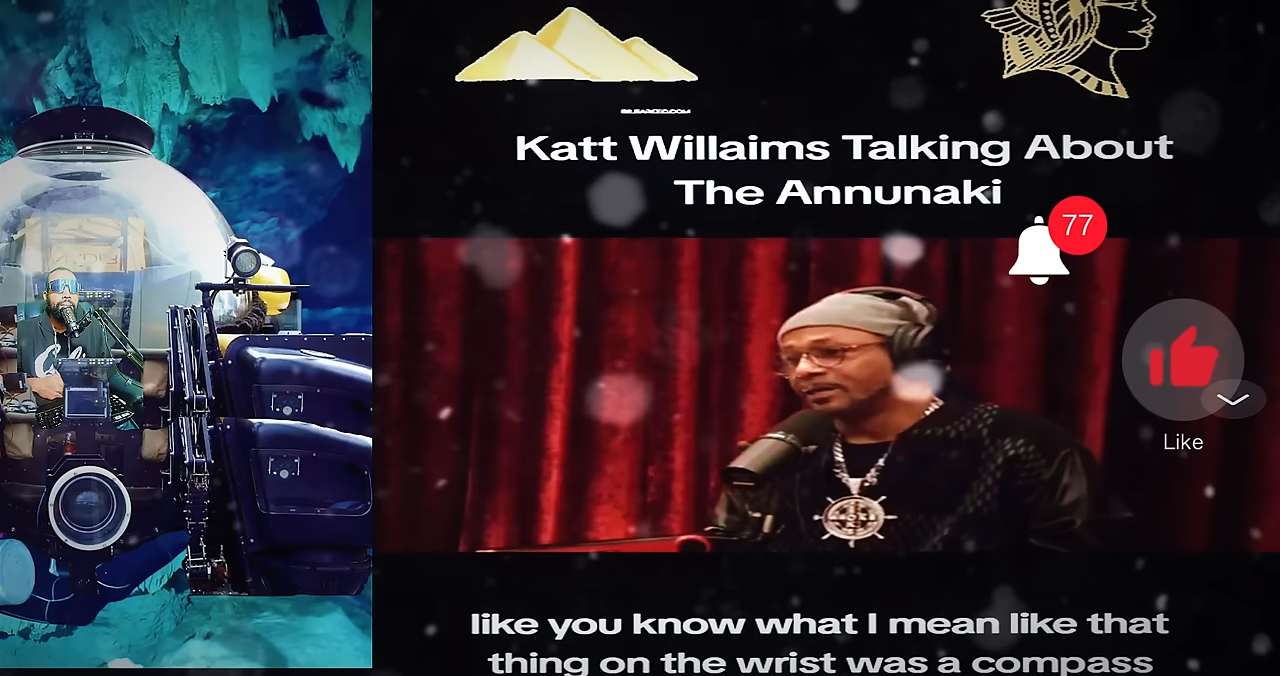 Katt Willaims Talking About
The Annunaki
77
Like
like you know what I mean like that
thing on the wrist was a compass